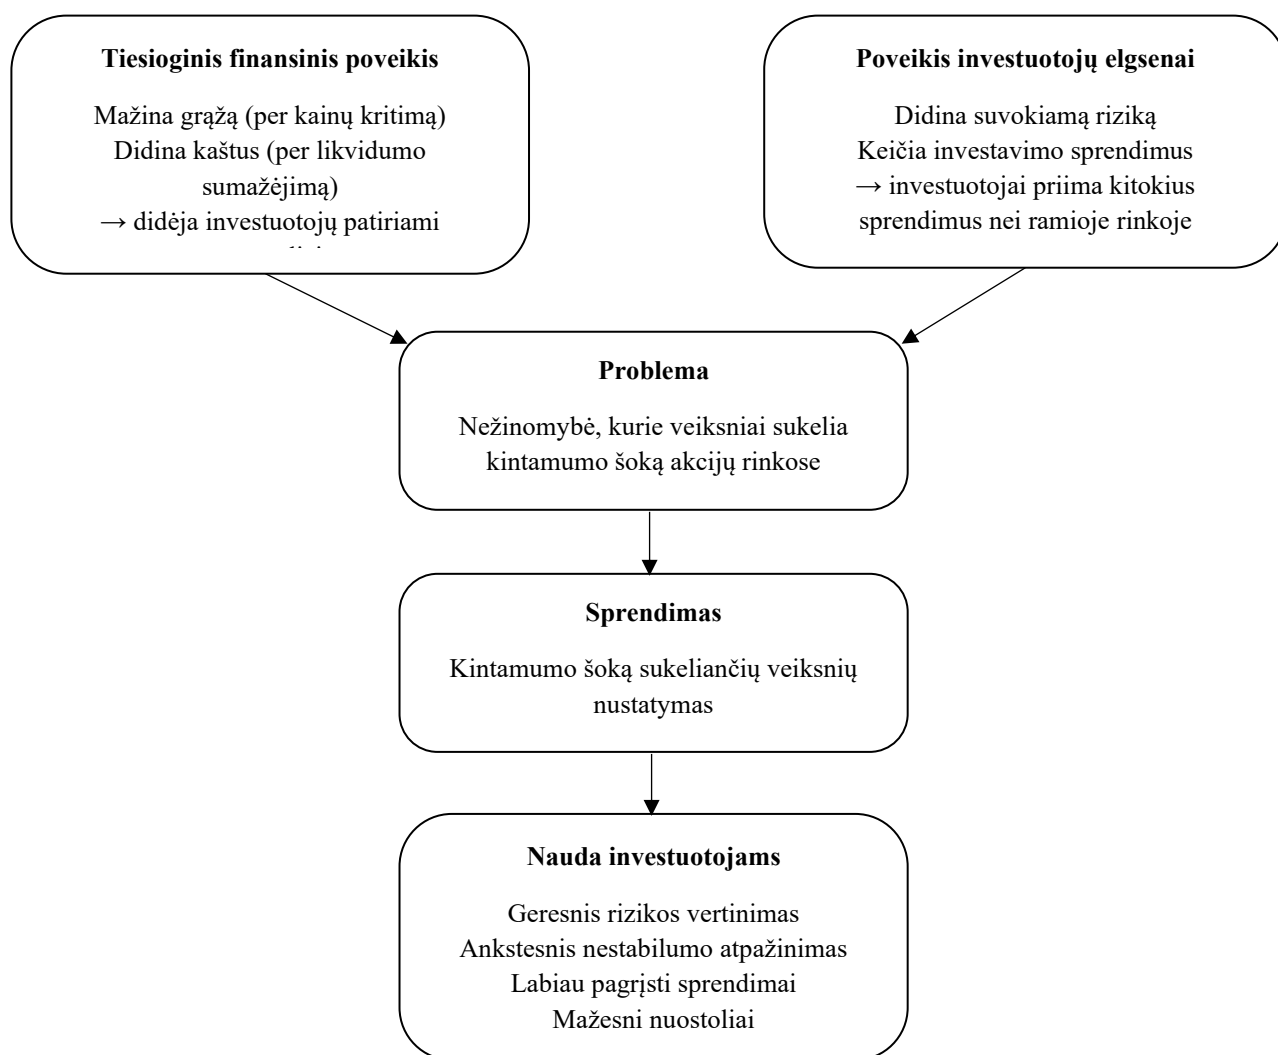 Tiesioginis finansinis poveikis
Mažina grąžą (per kainų kritimą)
Didina kaštus (per likvidumo
sumažėjimą)
→ didėja investuotojų patiriami
Poveikis investuotojų elgsenai
Didina suvokiamą riziką
Keičia investavimo sprendimus
→ investuotojai priima kitokius
sprendimus nei ramioje rinkoje
Problema
Nežinomybė, kurie veiksniai sukelia
kintamumo šoką akcijų rinkose
Sprendimas
Kintamumo šoką sukeliančių veiksnių
nustatymas
Nauda investuotojams
Geresnis rizikos vertinimas
Ankstesnis nestabilumo atpažinimas
Labiau pagrįsti sprendimai
Mažesni nuostoliai